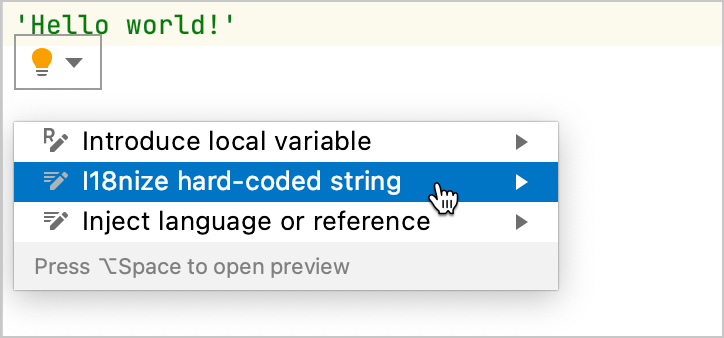 'Hello world!'
Introduce local variable
I18nize hard-coded string
Inject language or reference
Press ⌥Space to open preview